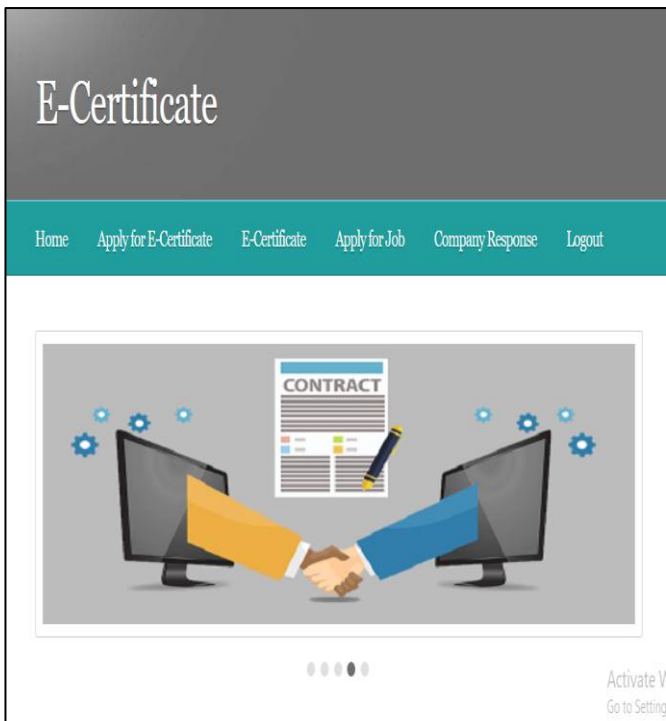 E-Certificate
Home Apply for E-Certificate E-Certificate Apply for Job Company Response Logout
CONTRACT
Activate
Go to Setting